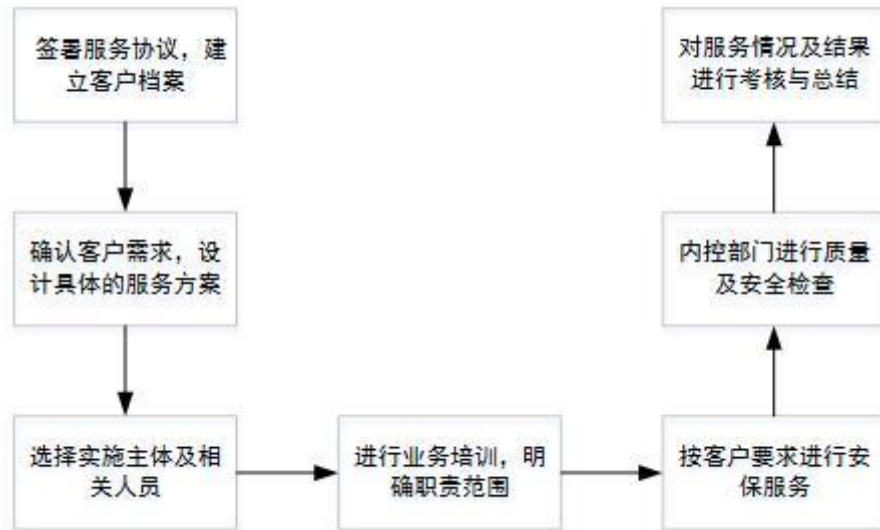 签署服务协议，建
立客户档案
确认客户需求，设
计具体的服务方案
选择实施主体及相
关人员
进行业务培训，明
确职责范围
按客户要求进行安
保服务
内控部门进行质量
及安全检查
对服务情况及结果
进行考核与总结